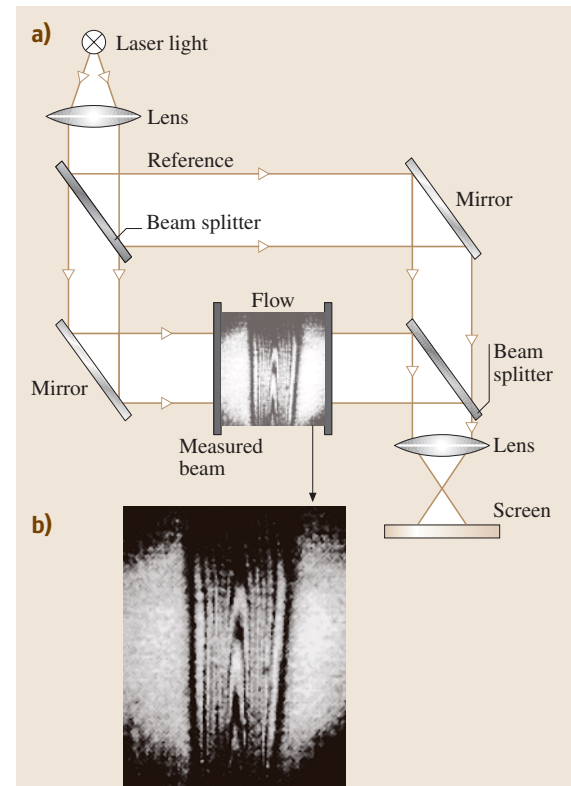 a)
Laser light
Lens
Reference
Mirror
Beam splitter
Flow
Mirror
Beam
splitter
Measured
beam
Lens
Screen
b)